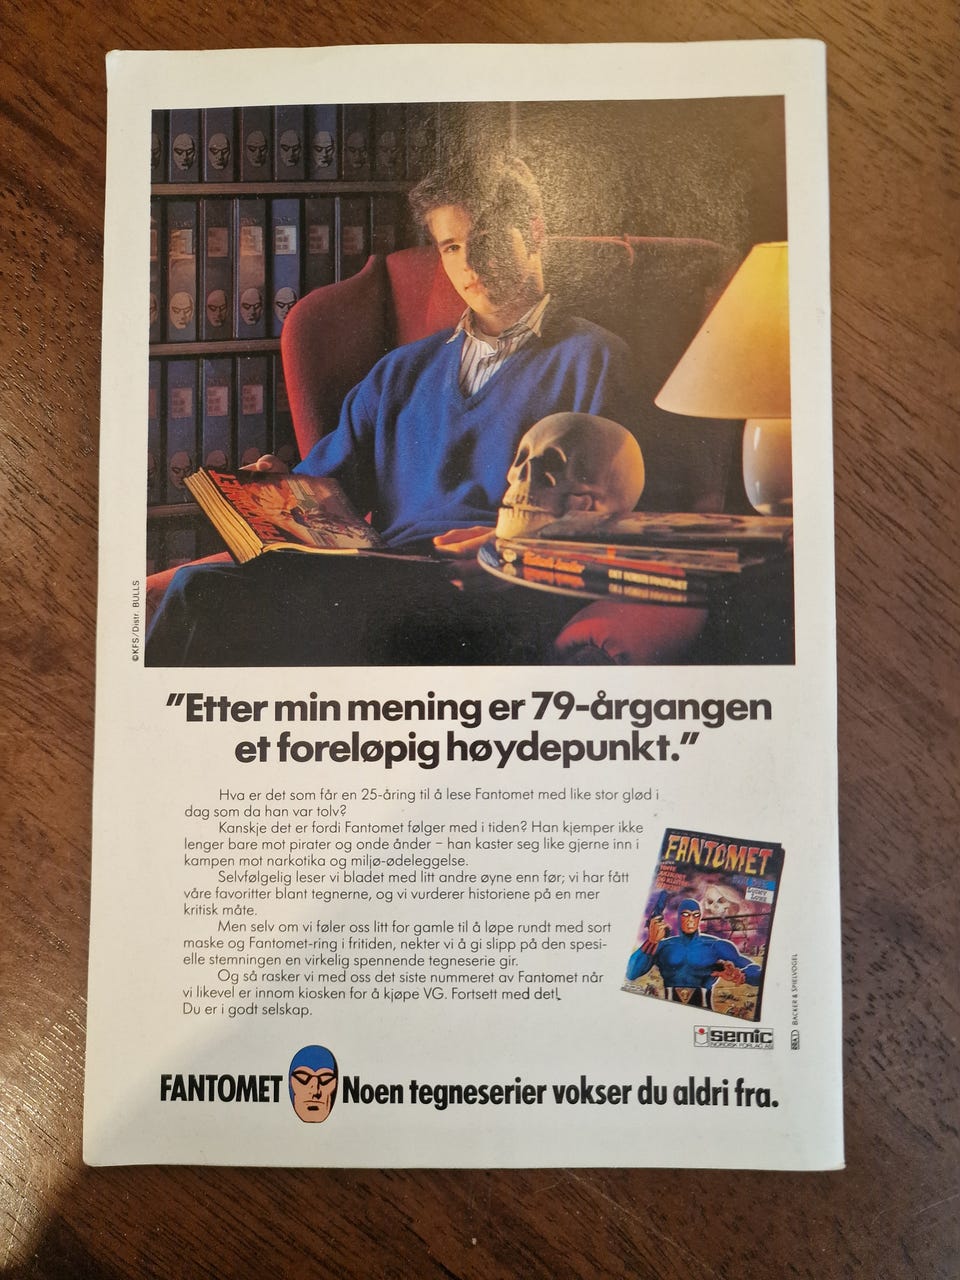 ©KFS/Distr. BULLS
FANTOMET
DET FØRSTE FANTOMET
"Etter min mening er 79-årgangen
et foreløpig høydepunkt."
Hva er det som får en 25-åring til å lese Fantomet med like stor glød i
dag som da han var tolv?
Kanskje det er fordi Fantomet følger med i tiden? Han kjemper ikke
lenger bare mot pirater og onde ånder – han kaster seg like gjerne inn i
kampen mot narkotika og miljø-ødeleggelse.
Selvfølgelig leser vi bladet med litt andre øyne enn før; vi har fått
våre favoritter blant tegnerne, og vi vurderer historiene på en mer
kritisk måte.
Men selv om vi føler oss litt for gamle til å løpe rundt med sort
maske og Fantomet-ring i fritiden, nekter vi å gi slipp på den spesi-
elle stemningen en virkelig spennende tegneserie gir.
Og så rasker vi med oss det siste nummeret av Fantomet når
vi likevel er innom kiosken for å kjøpe VG. Fortsett med det!
Du er i godt selskap.
FANTOMET
semic
NORDISK FORLAG AS
BACKER & SPIELVOGEL
FANTOMET Noen tegneserier vokser du aldri fra.